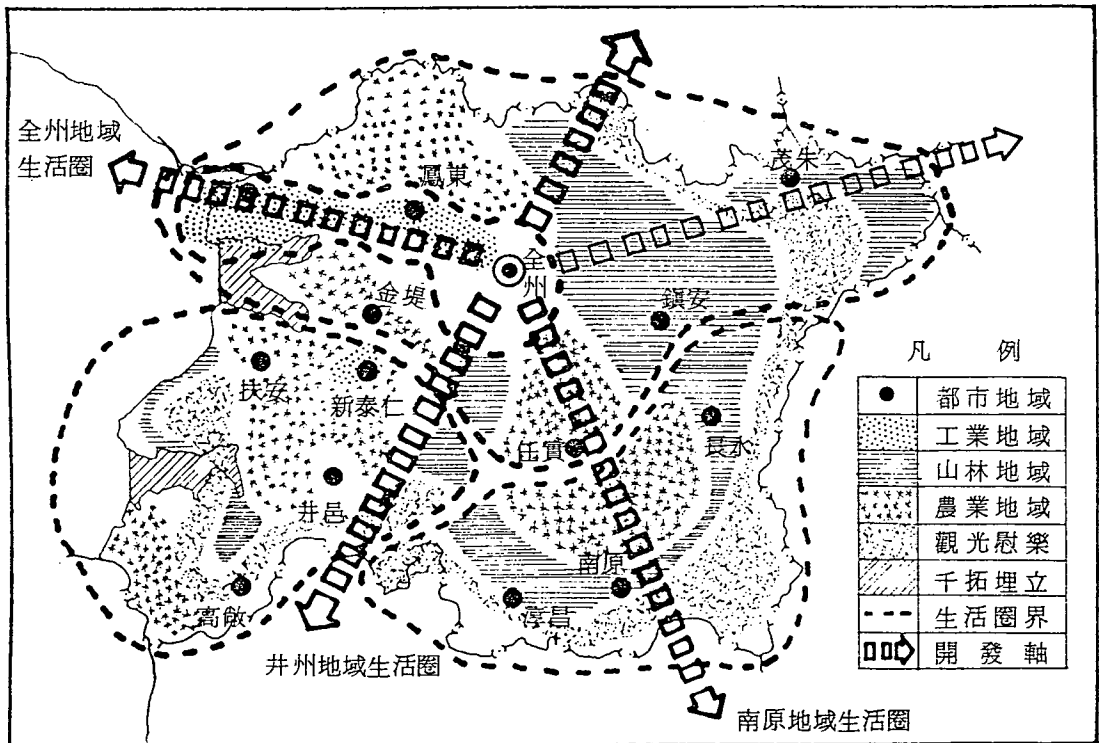 全州地域
生活圈
鳳東
茂朱
全州
金堤
鎭安
扶安
新泰仁
任實
長水
井邑
南原
高敞
淳昌
井州地域生活圈
南原地域生活圈
凡 例
都市地域
工業地域
山林地域
農業地域
觀光慰樂
千拓埋立
生活圈界
開發軸